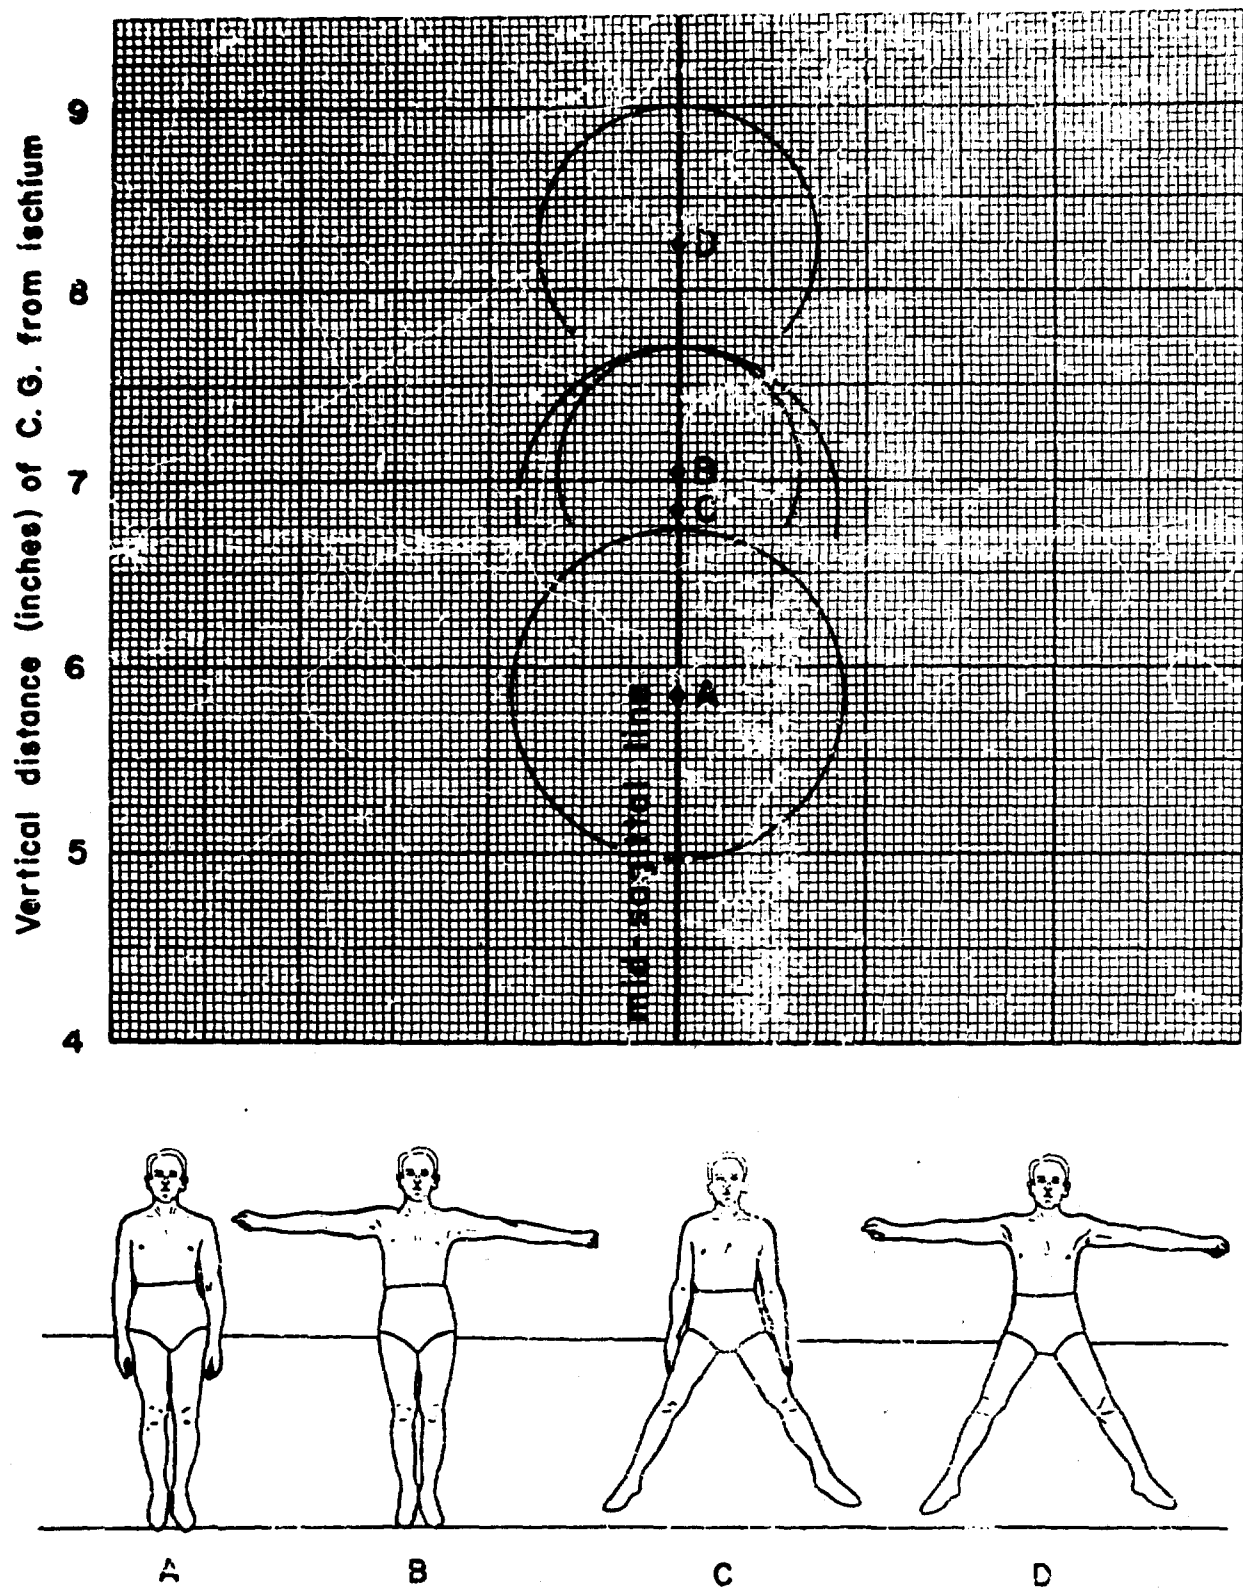 Vertical distance (inches) of C. G. from ischium
9
8
7
6
5
4
D
B
C
A
mid-sagittal line
A
B
C
D